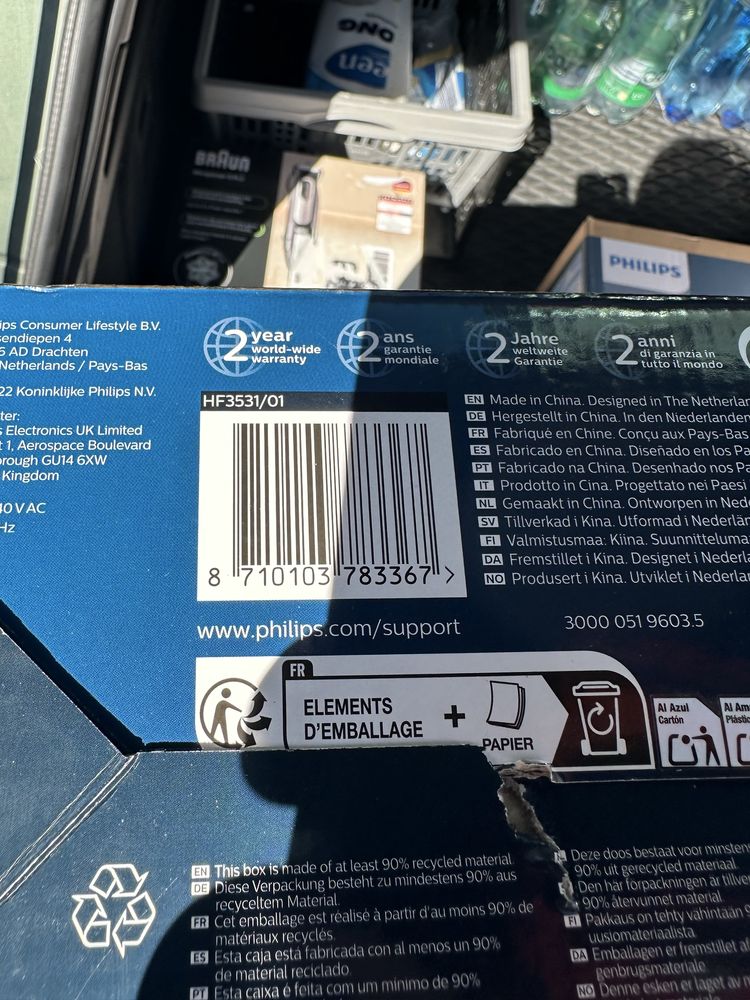 BRAUN
PHILIPS
ips Consumer Lifestyle B.V.
sendiepen 4
6 AD Drachten
Netherlands / Pays-Bas
22 Koninklijke Philips N.V.
ter:
s Electronics UK Limited
t 1, Aerospace Boulevard
orough GU14 6XW
Kingdom
40 V AC
Hz
2 year
world-wide
warranty
2 ans
garantie
mondiale
2 Jahre
weltweite
Garantie
2 anni
di garanzia in
tutto il mondo
HF3531/01
8 710103 783367 >
www.philips.com/support
EN Made in China. Designed in The Netherlan
DE Hergestellt in China. In den Niederlanden
FR Fabriqué en Chine. Conçu aux Pays-Bas
ES Fabricado en China. Diseñado en los Pa
PT Fabricado na China. Desenhado nos Pa
IT Prodotto in Cina. Progettato nei Paesi
NL Gemaakt in China. Ontworpen in Nede
SV Tillverkad i Kina. Utformad i Nederlän
FI Valmistusmaa: Kiina. Suunnittelumaa
DA Fremstillet i Kina. Designet i Nederla
NO Produsert i Kina. Utviklet i Nederla
3000 051 9603.5
FR
ELEMENTS
D'EMBALLAGE
+
PAPIER
Al Azul
Cartón
Al Am
Plástic
EN This box is made of at least 90% recycled material.
DE Diese Verpackung besteht zu mindestens 90% aus
recyceltem Material.
FR Cet emballage est réalisé à partir d'au moins 90% de
matériaux recyclés.
ES Esta caja está fabricada con al menos un 90%
de material reciclado.
PT Esta caixa é feita com um mínimo de 90%
Deze doos bestaat voor minsten
90% uit gerecycled materiaal.
Den här förpackningen är tillver
90% återvunnet material.
FI Pakkaus on tehty vähintään
uusiomateriaalista.
DA Emballagen er fremstillet af
genbrugsmateriale.
NO Denne esken er laget av